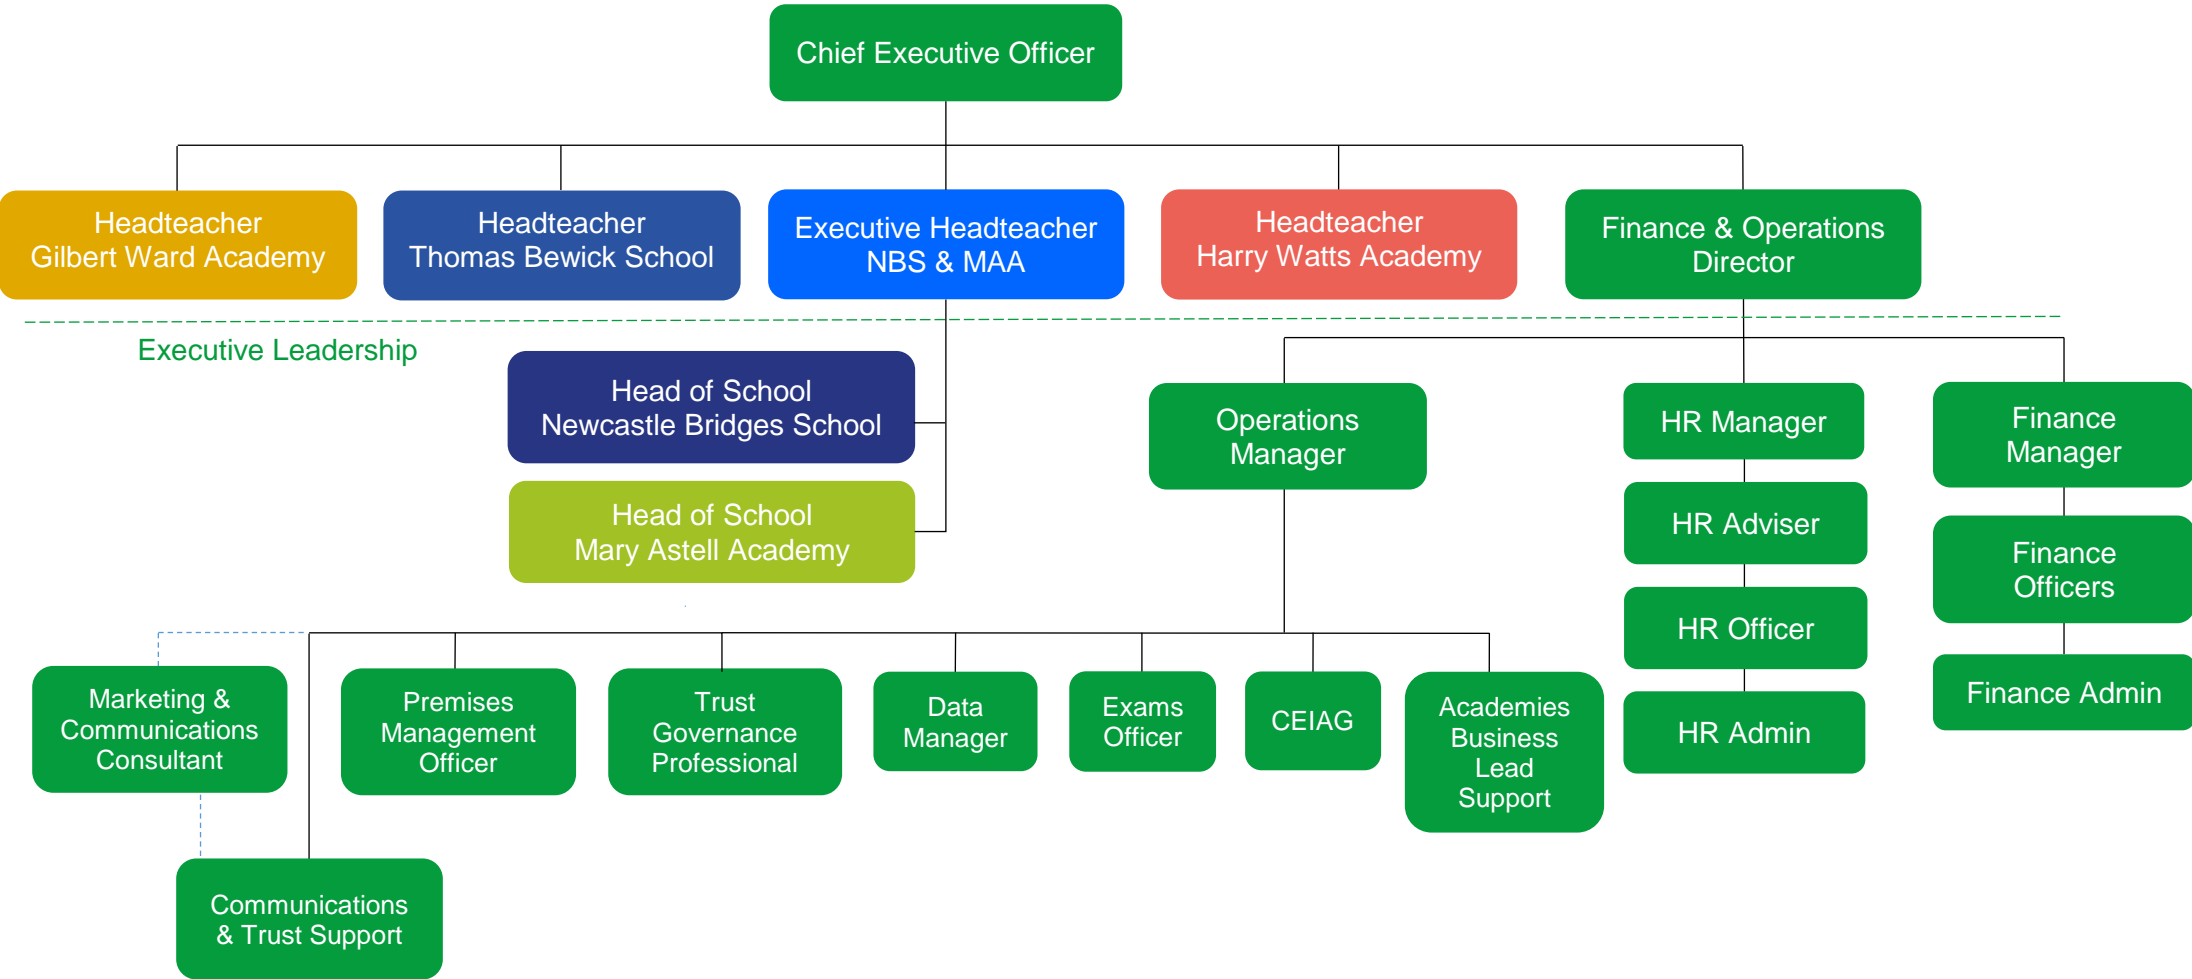 Chief Executive Officer
Headteacher
Gilbert Ward Academy
Headteacher
Thomas Bewick School
Executive Headteacher
NBS & MAA
Headteacher
Harry Watts Academy
Finance & Operations
Director
Executive Leadership
Head of School
Newcastle Bridges School
Head of School
Mary Astell Academy
Operations
Manager
HR Manager
HR Adviser
HR Officer
HR Admin
Finance
Manager
Finance
Officers
Finance Admin
Marketing &
Communications
Consultant
Premises
Management
Officer
Trust
Governance
Professional
Data
Manager
Exams
Officer
CEIAG
Academies
Business
Lead
Support
Communications
& Trust Support